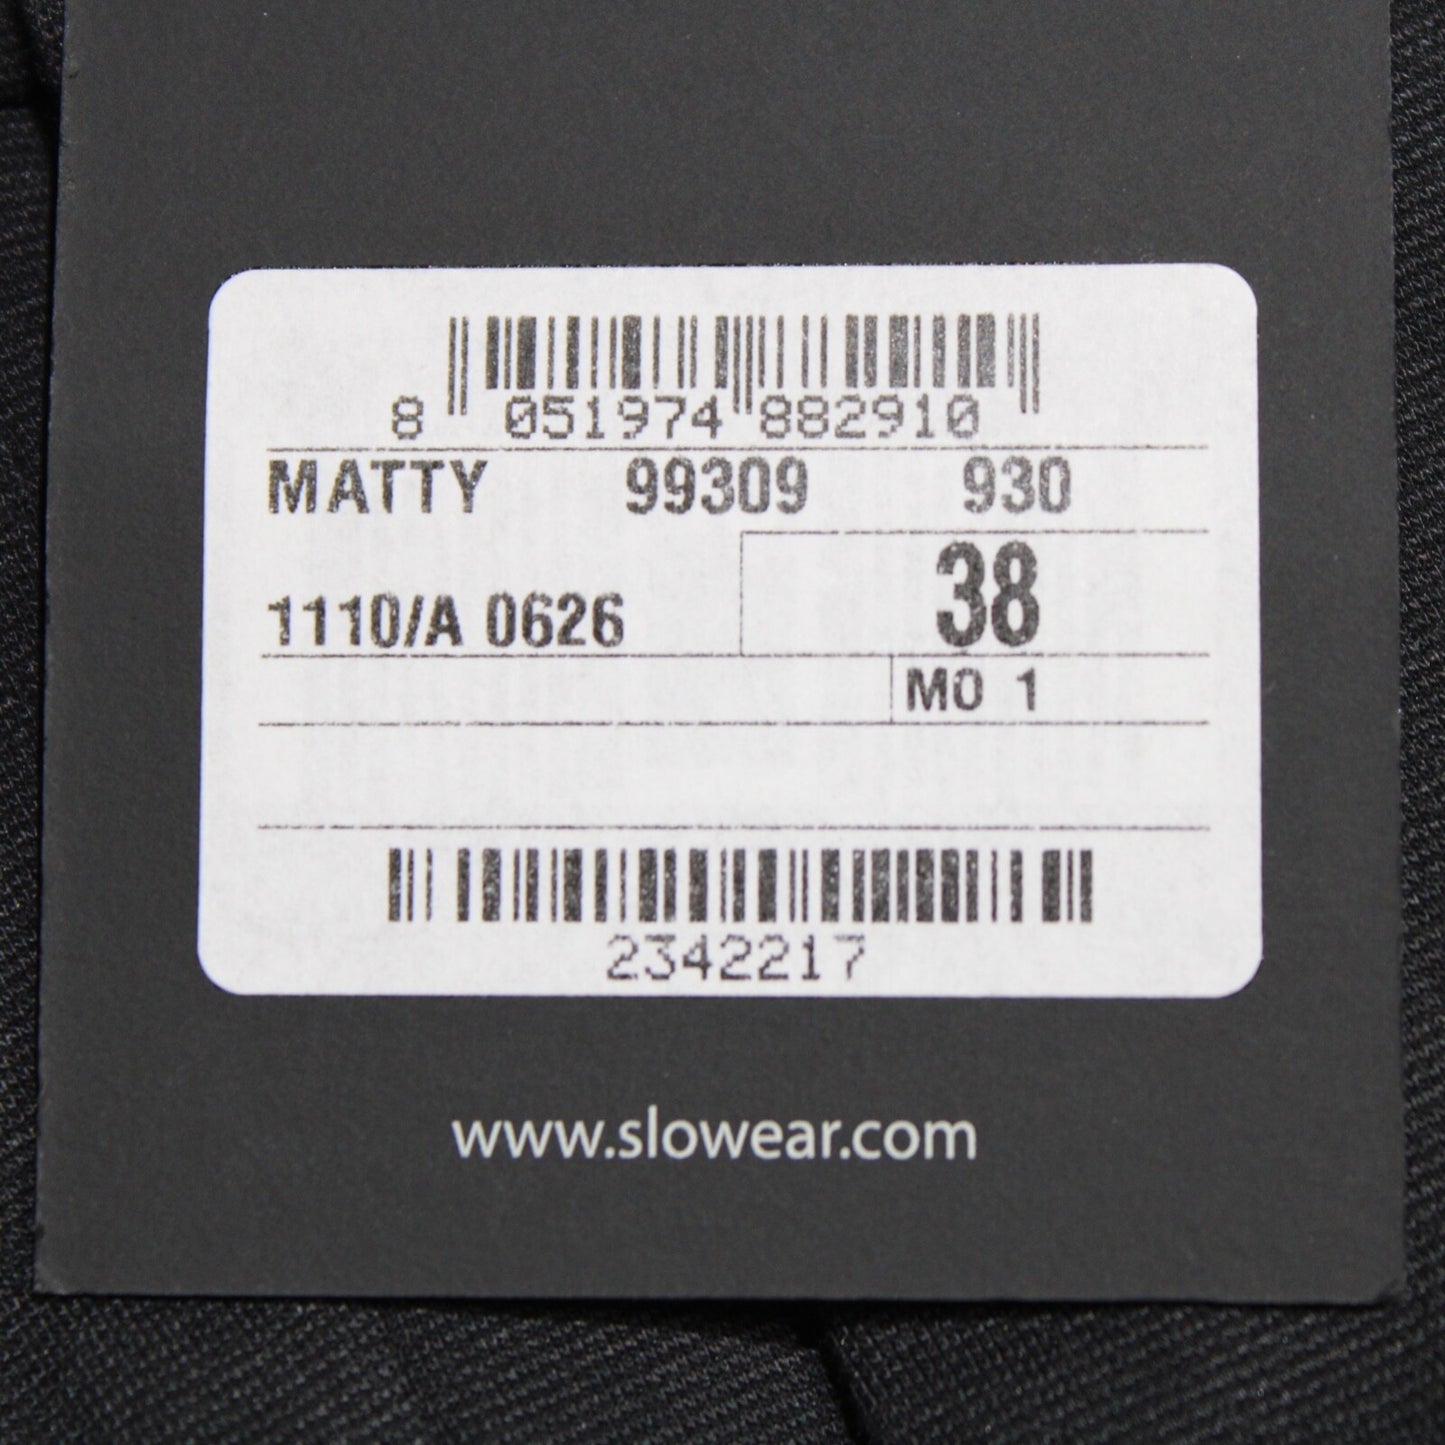 8 051974 882910
MATTY 99309 930
38
1110/A 0626
MO 1
2342217
www.slowear.com